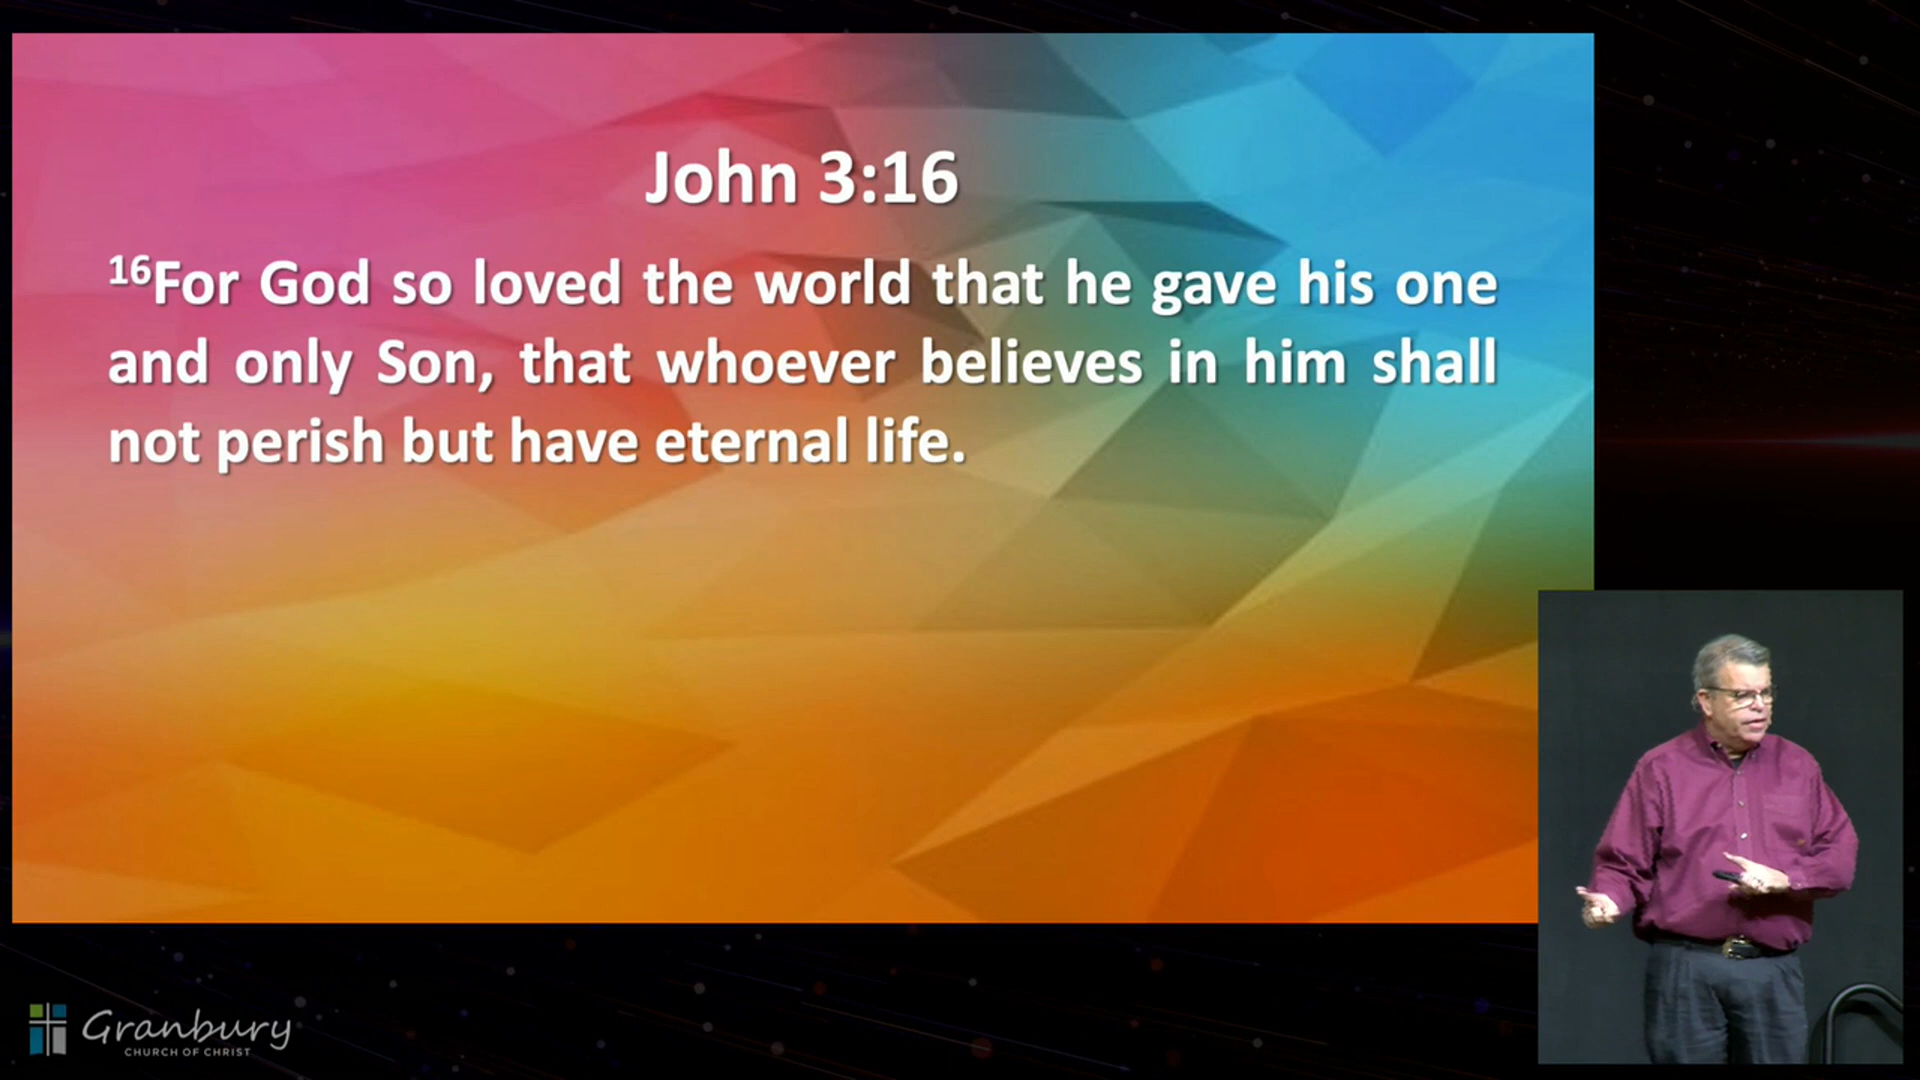 John 3:16
16For God so loved the world that he gave his one
and only Son, that whoever believes in him shall
not perish but have eternal life.
Granbury
CHURCH OF CHRIST